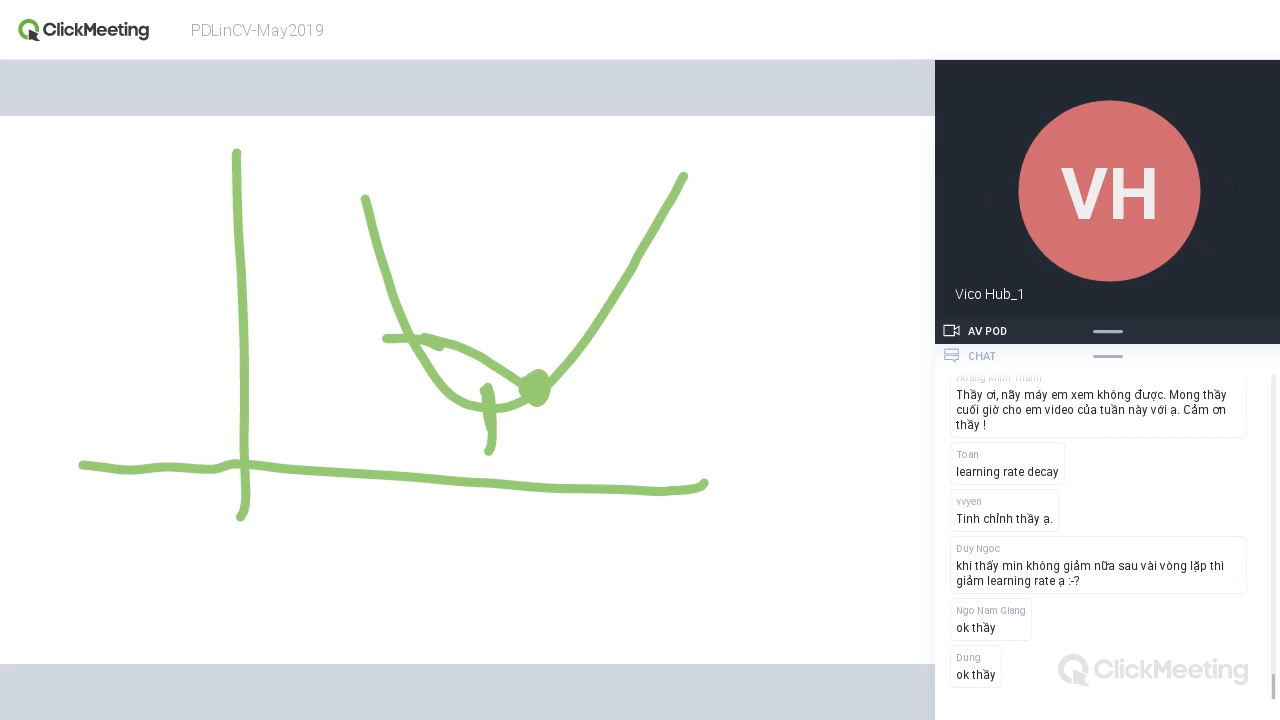 ClickMeeting
PDLinCV-May2019
VH
Vico Hub_1
AV POD
CHAT
Hoang Minh Thanh
Thầy ơi, nãy máy em xem không được. Mong thầy
cuối giờ cho em video của tuần này với ạ. Cảm ơn
thầy !
Toan
learning rate decay
vvyen
Tinh chỉnh thầy ạ.
Duy Ngoc
khi thấy min không giảm nữa sau vài vòng lặp thì
giảm learning rate ạ :-?
Ngo Nam Giang
ok thầy
Dung
ok thầy
ClickMeeting